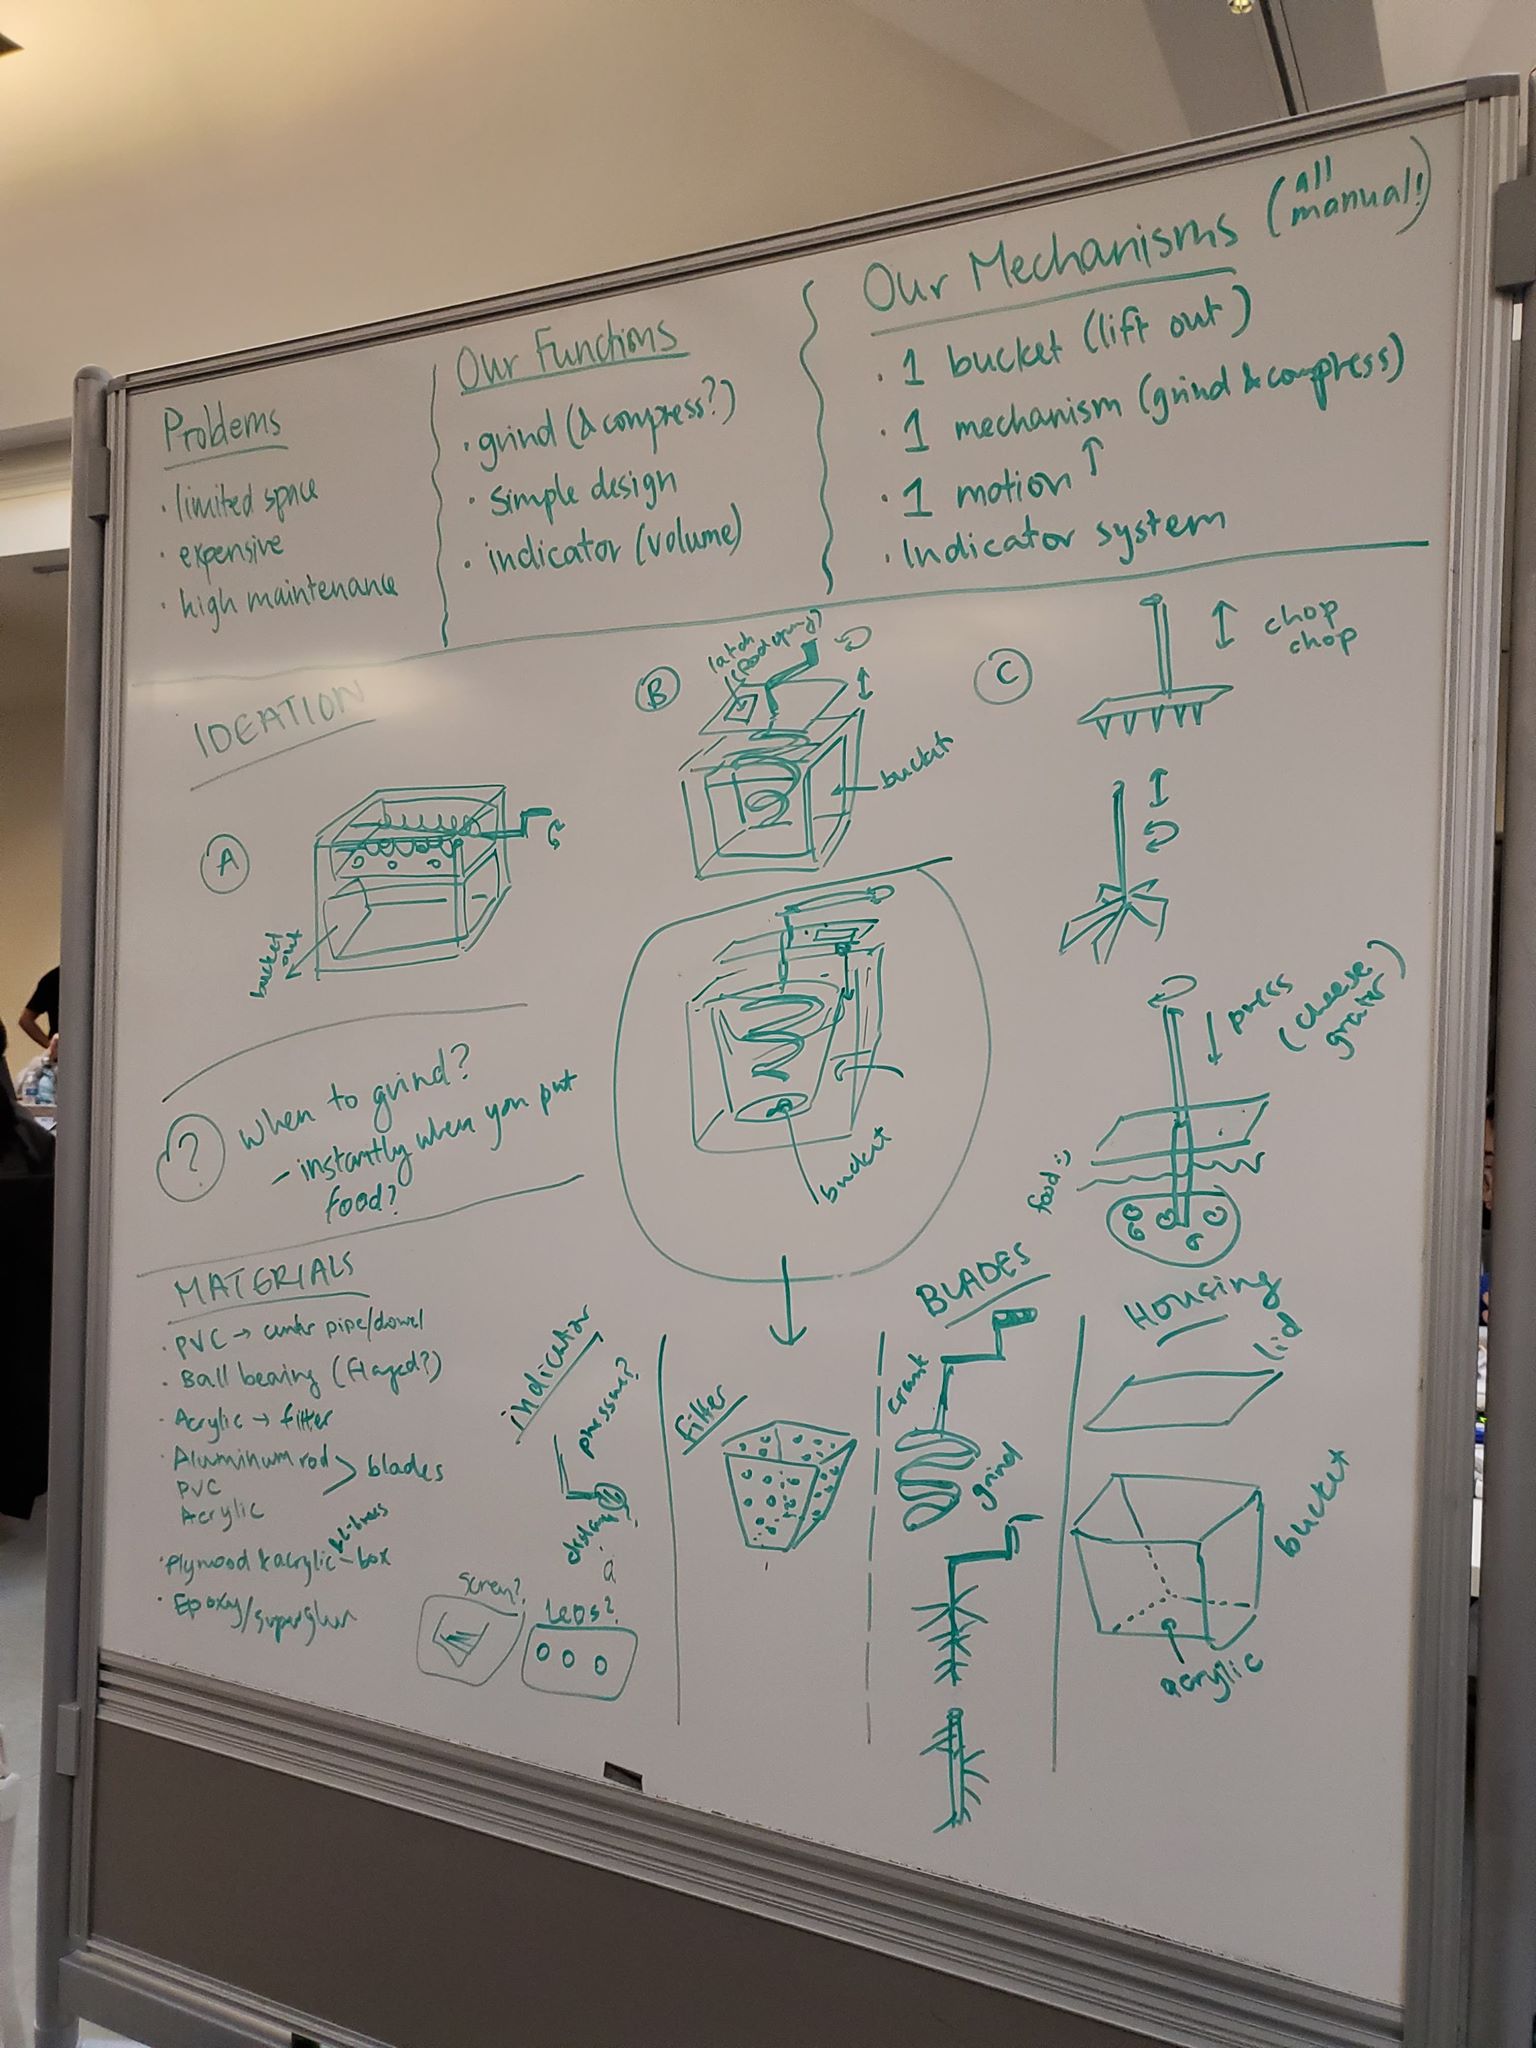 Problems
· limited space
· expensive
· high maintenance
Our Functions
· grind (& compress?)
· simple design
· indicator (volume)
Our Mechanisms (all manual!)
· 1 bucket (lift out)
· 1 mechanism (grind & compress)
· 1 motion ↑
· Indicator system
IDEATION
A
bucket out
B
latch
bucket
bucket
C
chop
chop
press
(cheese
grater)
food :)
? When to grind?
- instantly when you put
food?
MATERIALS
· PVC → center pipe/dowel
· Ball bearing (flanged?)
· Acrylic → filter
· Aluminum rod > blades
PVC
Acrylic
· Plywood & acrylic - box
· Epoxy/superglue
indicator
pressure?
screen?
LEDs?
Filter
BLADES
crank
grind
HOUSING
lid
bucket
acrylic